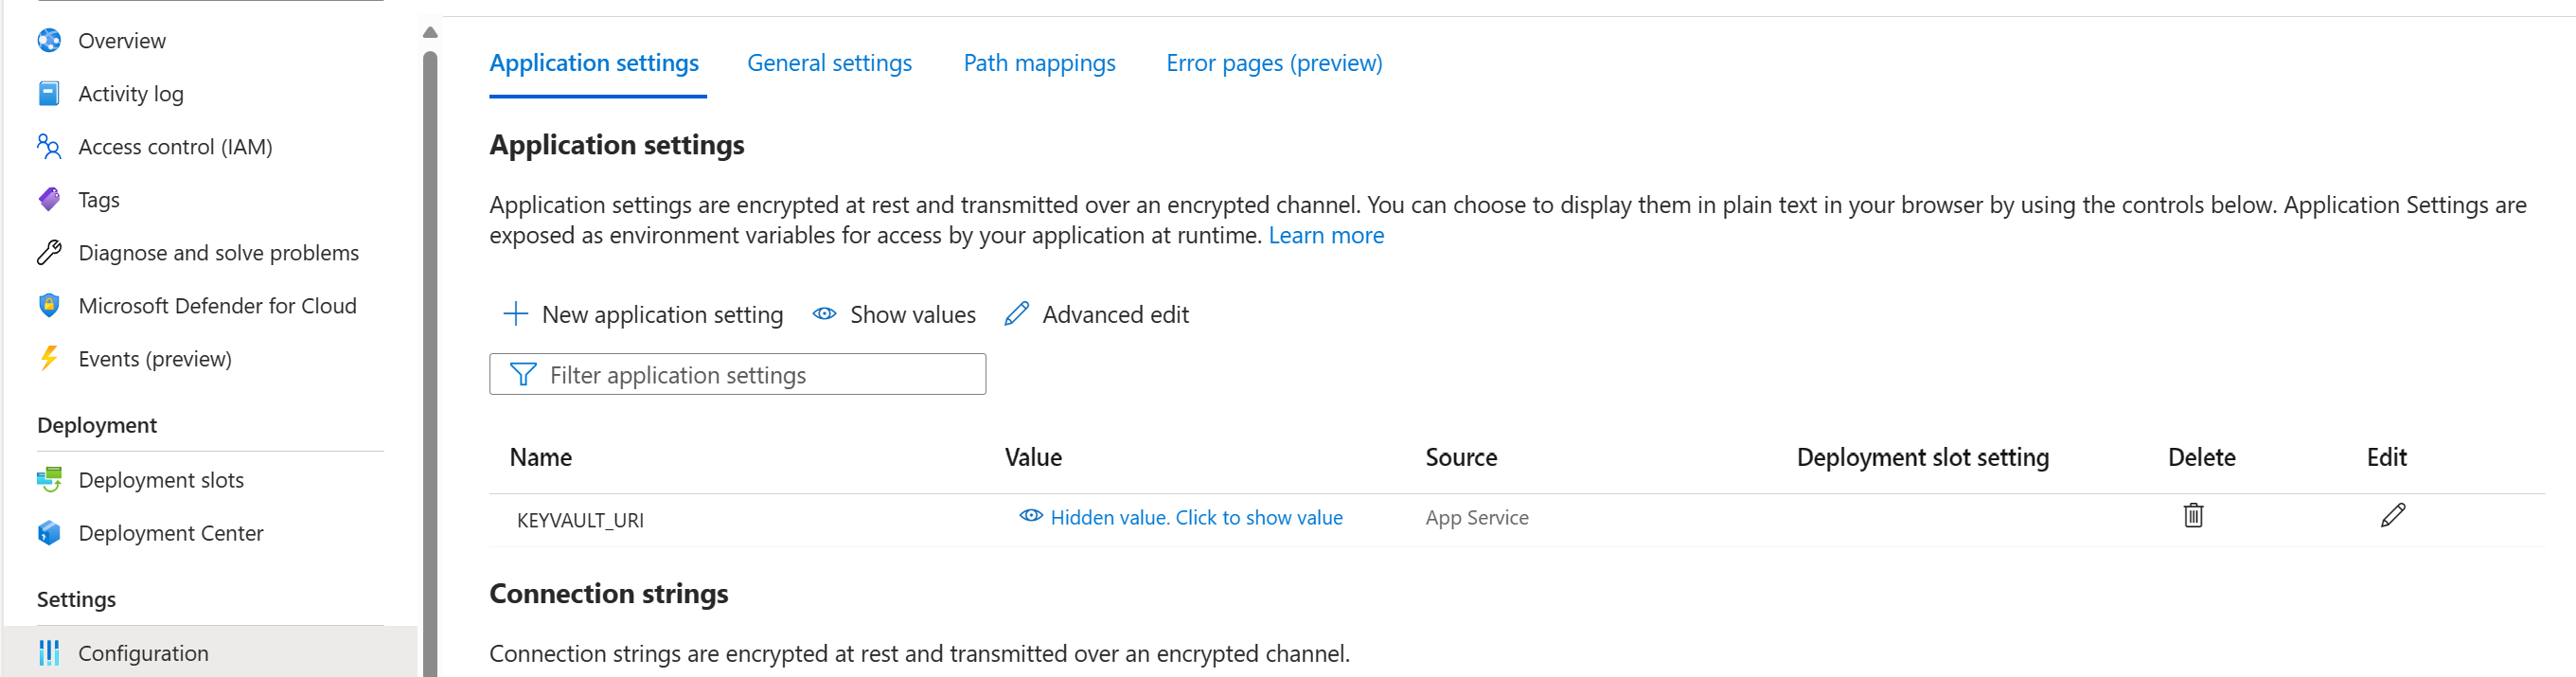 Overview
Activity log
Access control (IAM)
Tags
Diagnose and solve problems
Microsoft Defender for Cloud
Events (preview)
Deployment
Deployment slots
Deployment Center
Settings
Configuration
Application settings General settings Path mappings Error pages (preview)
Application settings
Application settings are encrypted at rest and transmitted over an encrypted channel. You can choose to display them in plain text in your browser by using the controls below. Application Settings are
exposed as environment variables for access by your application at runtime. Learn more
New application setting Show values Advanced edit
Filter application settings
Name Value Source Deployment slot setting Delete Edit
KEYVAULT_URI Hidden value. Click to show value App Service
Connection strings
Connection strings are encrypted at rest and transmitted over an encrypted channel.